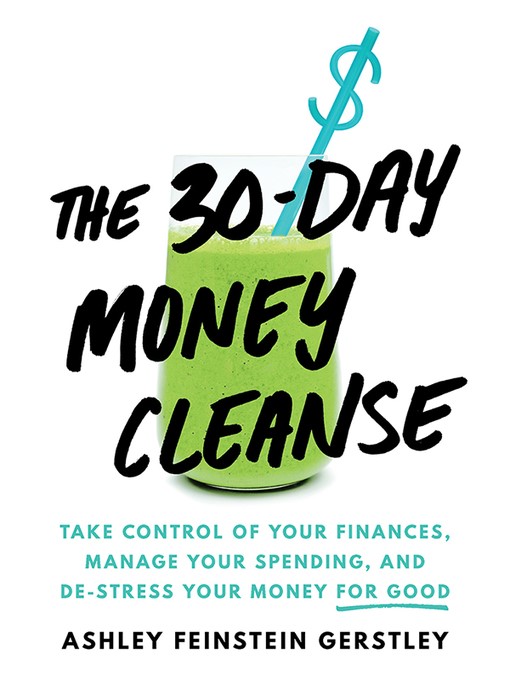 THE 30-DAY
MONEY
CLEANSE
TAKE CONTROL OF YOUR FINANCES,
MANAGE YOUR SPENDING, AND
DE-STRESS YOUR MONEY FOR GOOD
ASHLEY FEINSTEIN GERSTLEY